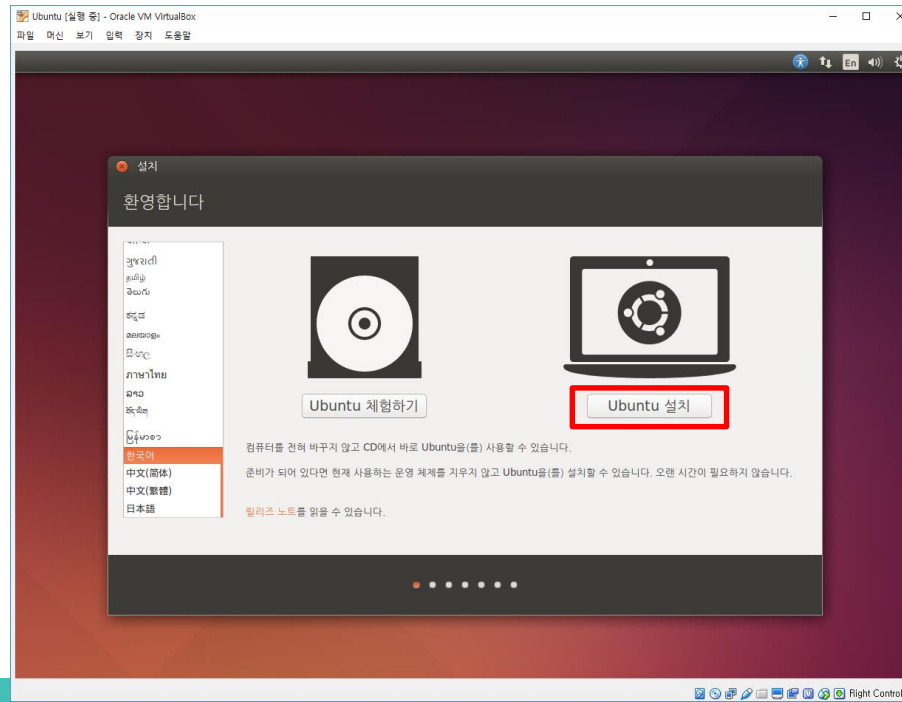 Ubuntu [실행 중] - Oracle VM VirtualBox
파일 머신 보기 입력 장치 도움말
En
설치
환영합니다
ગુજરાતી
தமிழ்
తెలుగు
ಕನ್ನಡ
മലയാളം
සිංහල
ภาษาไทย
ລາວ
རྫོང་ཁ
မြန်မာစာ
한국어
中文(简体)
中文(繁體)
日本語
Ubuntu 체험하기
Ubuntu 설치
컴퓨터를 전혀 바꾸지 않고 CD에서 바로 Ubuntu을(를) 사용할 수 있습니다.
준비가 되어 있다면 현재 사용하는 운영 체제를 지우지 않고 Ubuntu을(를) 설치할 수 있습니다. 오랜 시간이 필요하지 않습니다.
릴리즈 노트를 읽을 수 있습니다.
Right Control